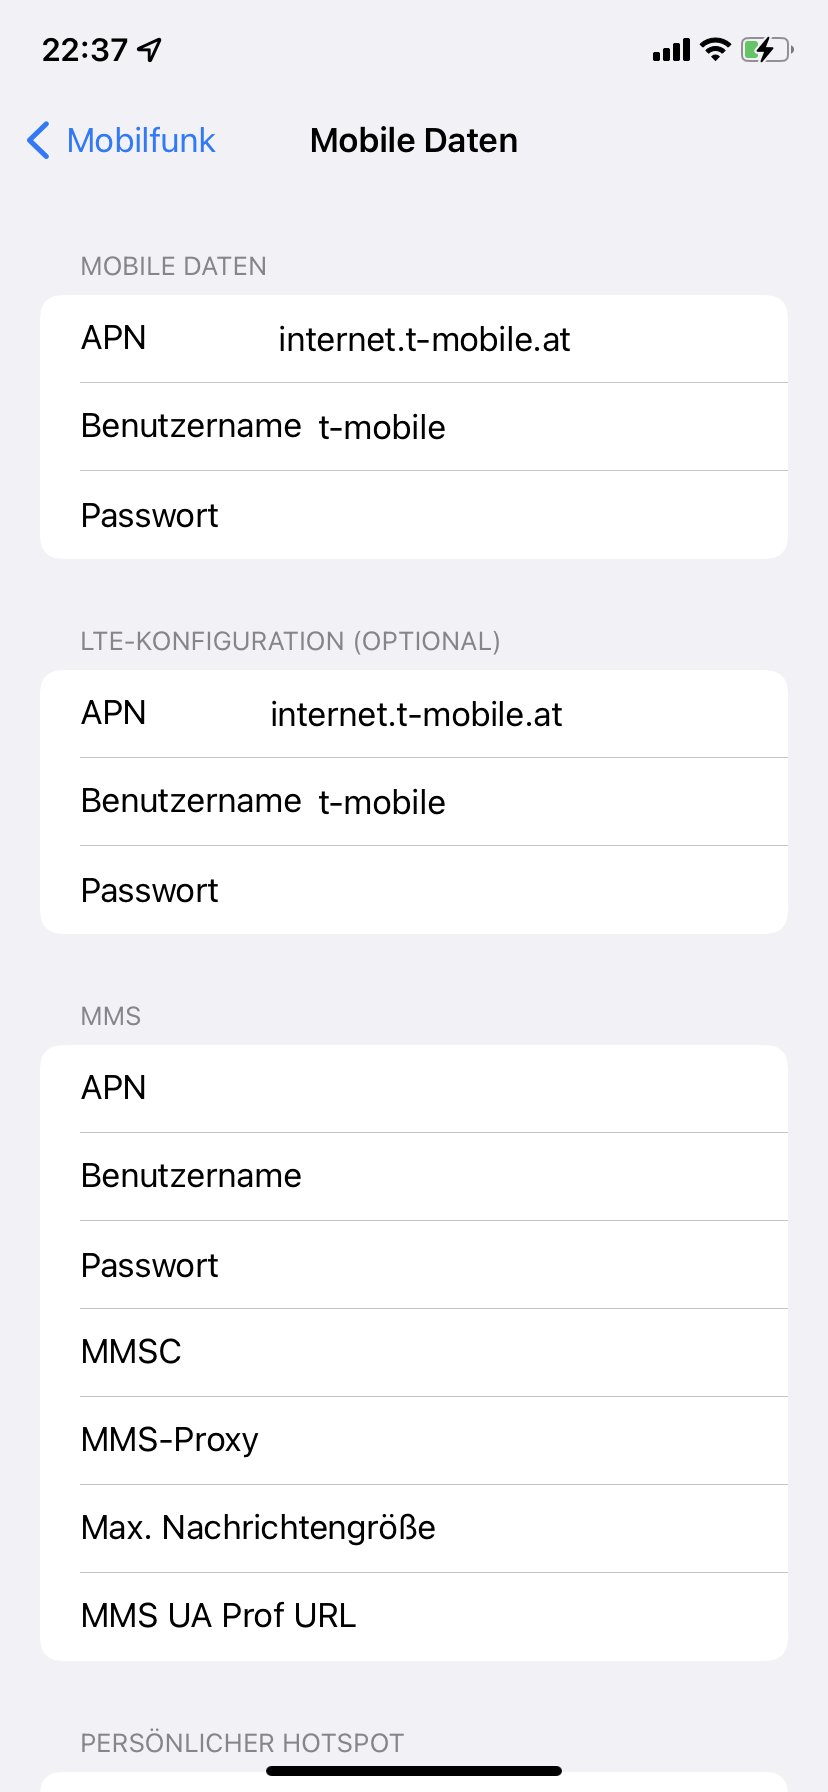 22:37
Mobilfunk Mobile Daten
MOBILE DATEN
APN internet.t-mobile.at
Benutzername t-mobile
Passwort
LTE-KONFIGURATION (OPTIONAL)
APN internet.t-mobile.at
Benutzername t-mobile
Passwort
MMS
APN
Benutzername
Passwort
MMSC
MMS-Proxy
Max. Nachrichtengröße
MMS UA Prof URL
PERSÖNLICHER HOTSPOT